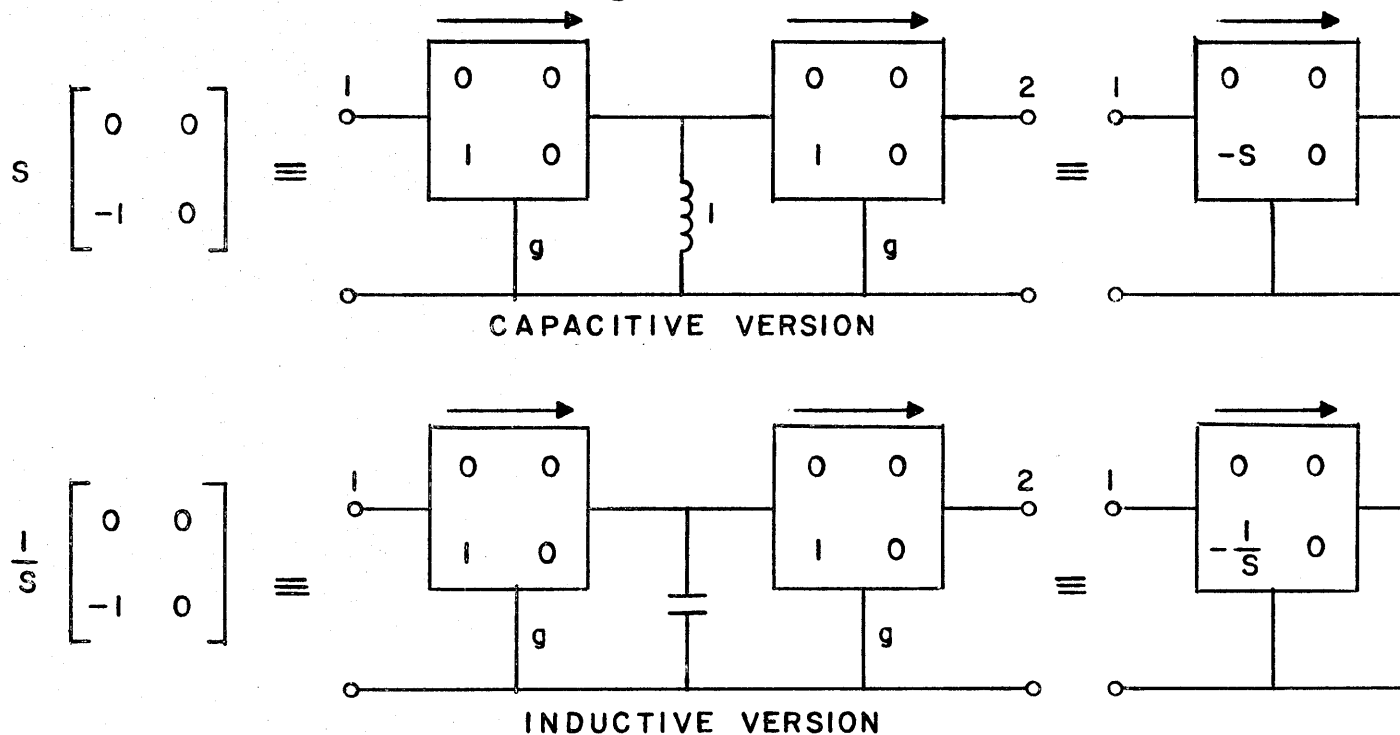 1 2 1
0 0 0 0 0 0
0 0
S ≡ 1 0 1 0 ≡ -S 0
-1 0 1
g g
CAPACITIVE VERSION
1 2 1
0 0 0 0 0 0
0 0
1/S ≡ 1 0 1 0 ≡ -1/S 0
-1 0
g g
INDUCTIVE VERSION